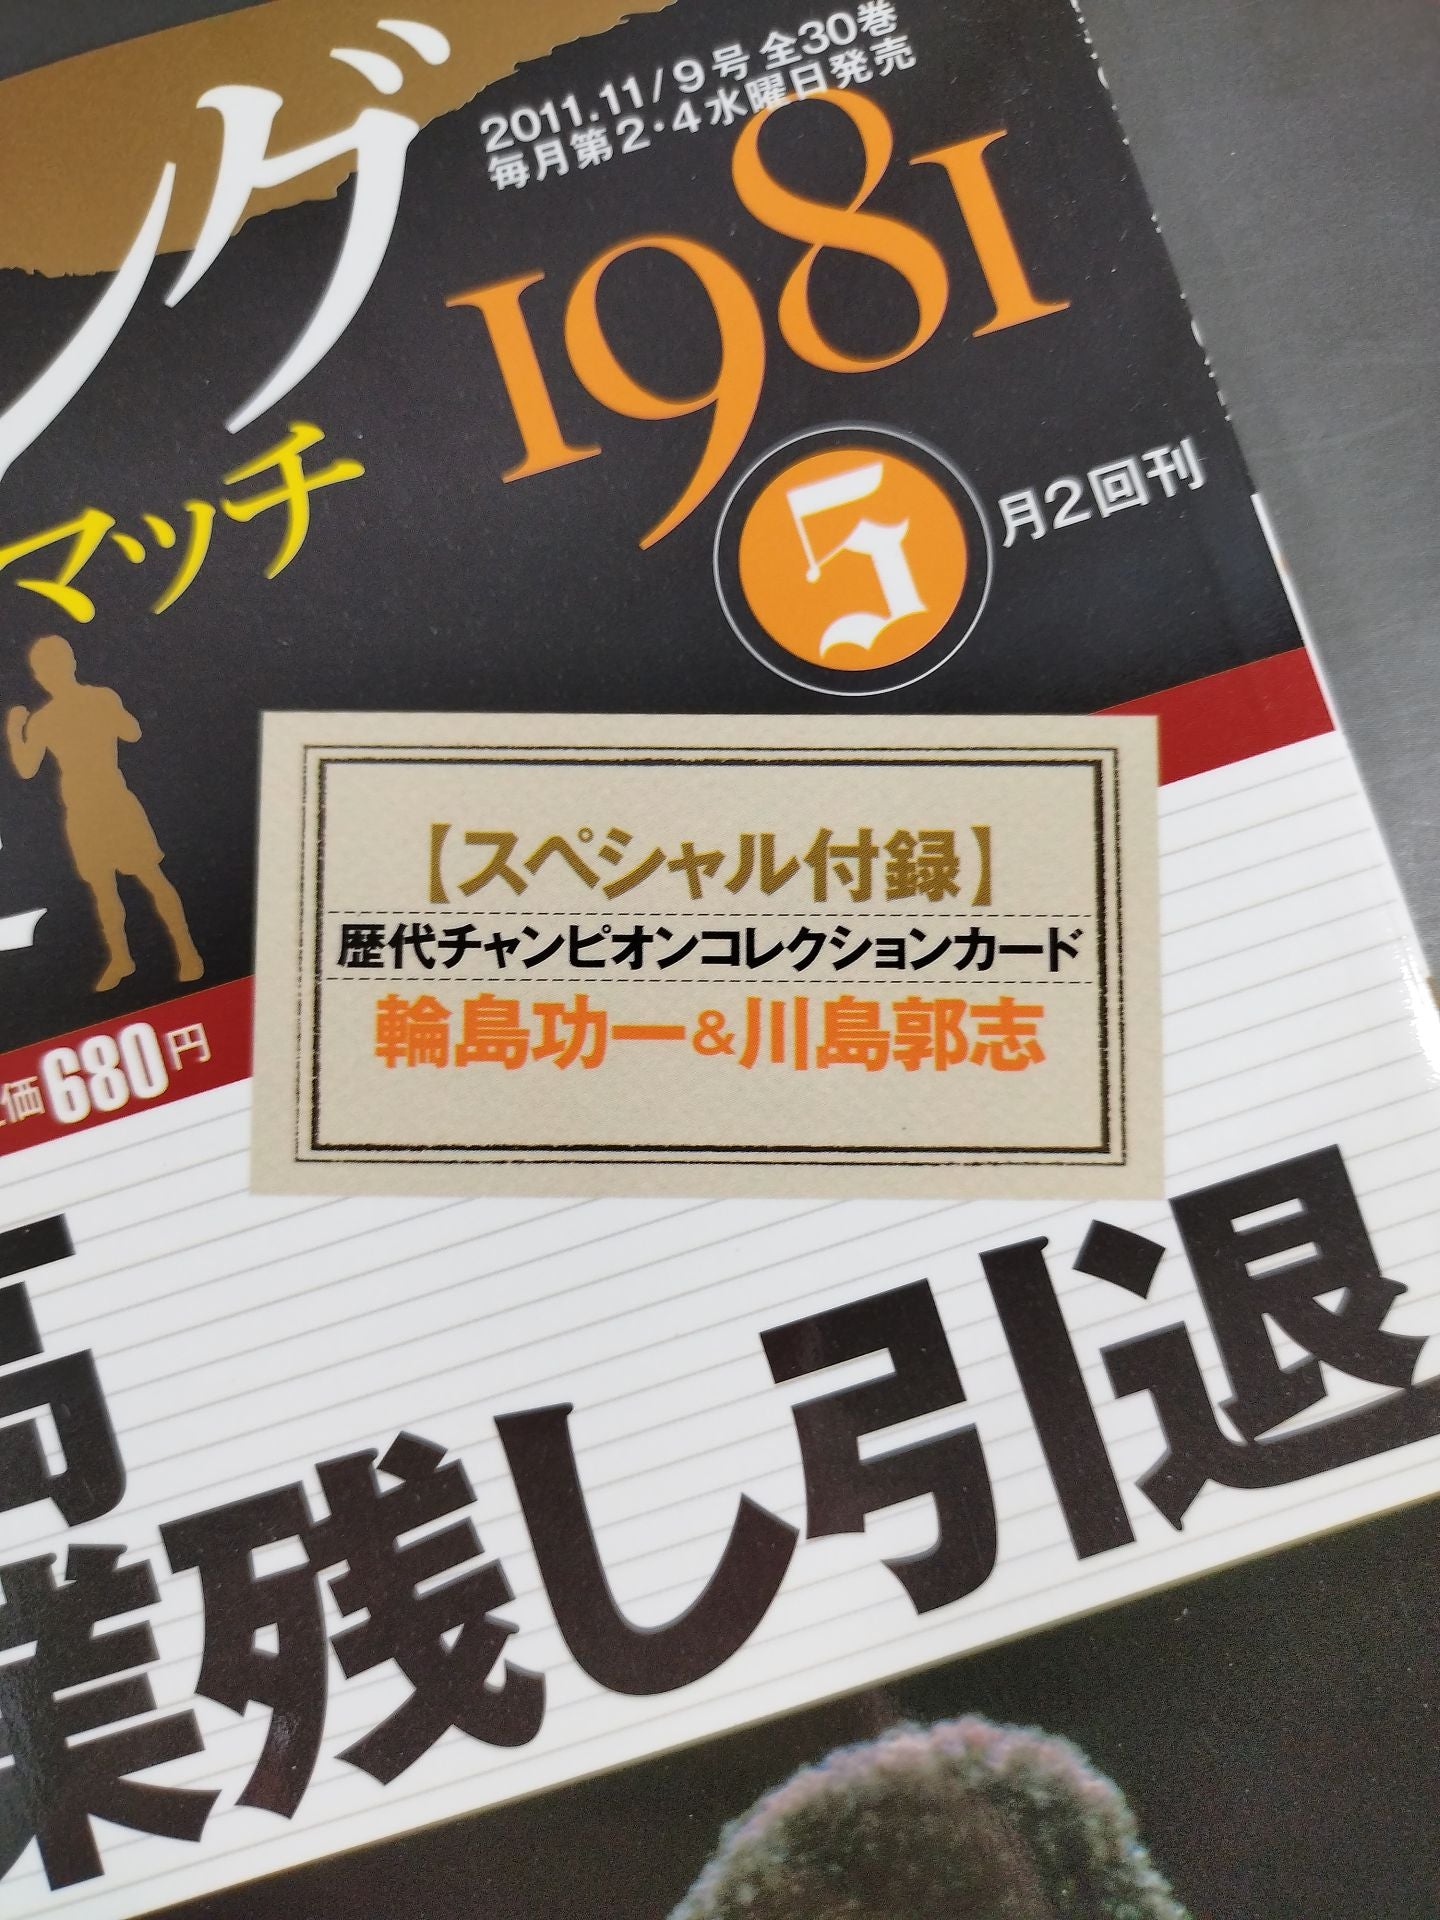 2011.11/9号 全30巻
毎月第2・4水曜日発売
ング
1981
マッチ
5
月2回刊
【スペシャル付録】
歴代チャンピオンコレクションカード
輪島功一&川島郭志
価680円
業残し引退